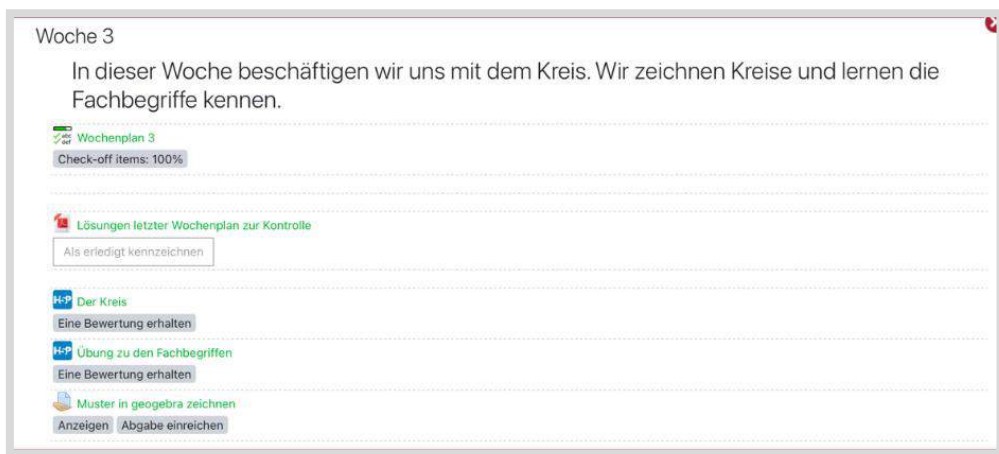 Woche 3
In dieser Woche beschäftigen wir uns mit dem Kreis. Wir zeichnen Kreise und lernen die
Fachbegriffe kennen.
Wochenplan 3
Check-off items: 100%
Lösungen letzter Wochenplan zur Kontrolle
Als erledigt kennzeichnen
H-P Der Kreis
Eine Bewertung erhalten
H-P Übung zu den Fachbegriffen
Eine Bewertung erhalten
Muster in geogebra zeichnen
Anzeigen Abgabe einreichen